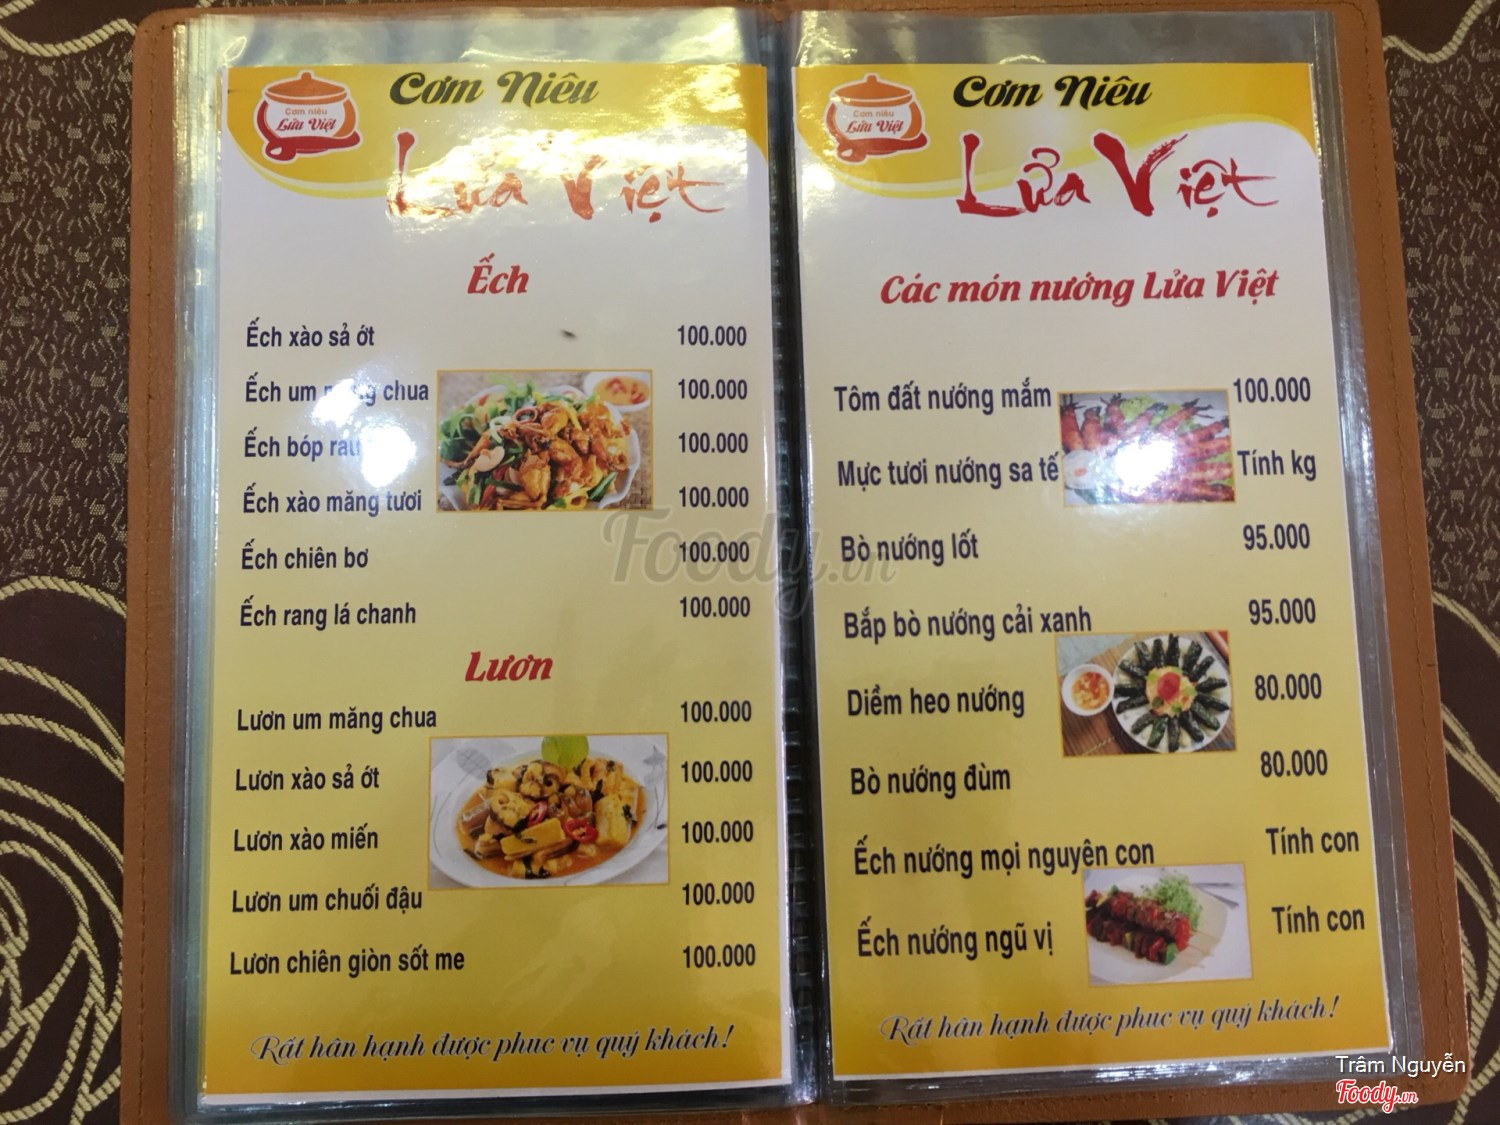 Cơm niêu
Lửa Việt
Cơm Niêu
Lửa Việt
Ếch
Ếch xào sả ớt 100.000
Ếch um măng chua 100.000
Ếch bóp rau 100.000
Ếch xào măng tươi 100.000
Ếch chiên bơ 100.000
Ếch rang lá chanh 100.000
Lươn
Lươn um măng chua 100.000
Lươn xào sả ớt 100.000
Lươn xào miến 100.000
Lươn um chuối đậu 100.000
Lươn chiên giòn sốt me 100.000
Rất hân hạnh được phuc vụ quý khách!
Cơm niêu
Lửa Việt
Cơm Niêu
Lửa Việt
Các món nướng Lửa Việt
Tôm đất nướng mắm 100.000
Mực tươi nướng sa tế Tính kg
Bò nướng lốt 95.000
Bắp bò nướng cải xanh 95.000
Diềm heo nướng 80.000
Bò nướng đùm 80.000
Ếch nướng mọi nguyên con Tính con
Ếch nướng ngũ vị Tính con
Rất hân hạnh được phuc vụ quý khách!
Foody.vn
Trâm Nguyễn
Foody.vn